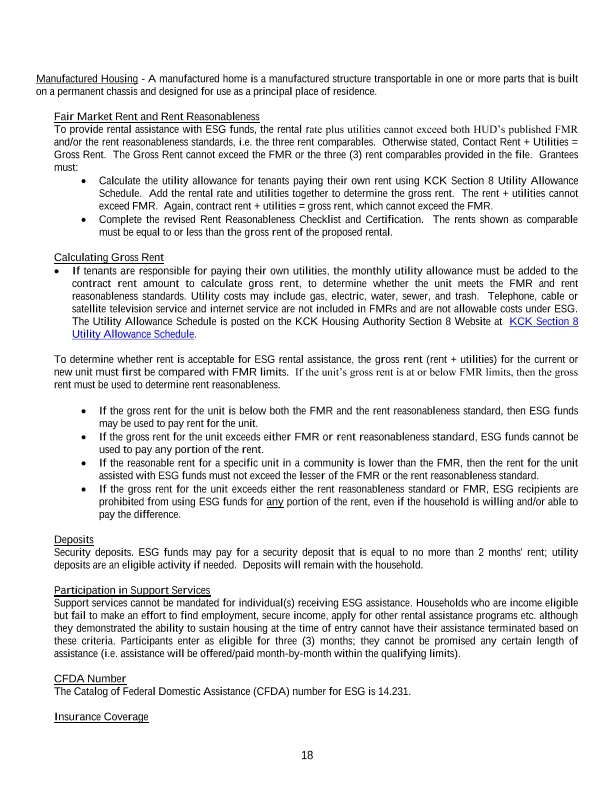 Manufactured Housing - A manufactured home is a manufactured structure transportable in one or more parts that is built
on a permanent chassis and designed for use as a principal place of residence.
Fair Market Rent and Rent Reasonableness
To provide rental assistance with ESG funds, the rental rate plus utilities cannot exceed both HUD's published FMR
and/or the rent reasonableness standards, i.e. the three rent comparables. Otherwise stated, Contact Rent + Utilities =
Gross Rent. The Gross Rent cannot exceed the FMR or the three (3) rent comparables provided in the file. Grantees
must:
• Calculate the utility allowance for tenants paying their own rent using KCK Section 8 Utility Allowance
Schedule. Add the rental rate and utilities together to determine the gross rent. The rent + utilities cannot
exceed FMR. Again, contract rent + utilities = gross rent, which cannot exceed the FMR.
• Complete the revised Rent Reasonableness Checklist and Certification. The rents shown as comparable
must be equal to or less than the gross rent of the proposed rental.
Calculating Gross Rent
• If tenants are responsible for paying their own utilities, the monthly utility allowance must be added to the
contract rent amount to calculate gross rent, to determine whether the unit meets the FMR and rent
reasonableness standards. Utility costs may include gas, electric, water, sewer, and trash. Telephone, cable or
satellite television service and internet service are not included in FMRs and are not allowable costs under ESG.
The Utility Allowance Schedule is posted on the KCK Housing Authority Section 8 Website at KCK Section 8
Utility Allowance Schedule.
To determine whether rent is acceptable for ESG rental assistance, the gross rent (rent + utilities) for the current or
new unit must first be compared with FMR limits. If the unit's gross rent is at or below FMR limits, then the gross
rent must be used to determine rent reasonableness.
• If the gross rent for the unit is below both the FMR and the rent reasonableness standard, then ESG funds
may be used to pay rent for the unit.
• If the gross rent for the unit exceeds either FMR or rent reasonableness standard, ESG funds cannot be
used to pay any portion of the rent.
• If the reasonable rent for a specific unit in a community is lower than the FMR, then the rent for the unit
assisted with ESG funds must not exceed the lesser of the FMR or the rent reasonableness standard.
• If the gross rent for the unit exceeds either the rent reasonableness standard or FMR, ESG recipients are
prohibited from using ESG funds for any portion of the rent, even if the household is willing and/or able to
pay the difference.
Deposits
Security deposits. ESG funds may pay for a security deposit that is equal to no more than 2 months' rent; utility
deposits are an eligible activity if needed. Deposits will remain with the household.
Participation in Support Services
Support services cannot be mandated for individual(s) receiving ESG assistance. Households who are income eligible
but fail to make an effort to find employment, secure income, apply for other rental assistance programs etc. although
they demonstrated the ability to sustain housing at the time of entry cannot have their assistance terminated based on
these criteria. Participants enter as eligible for three (3) months; they cannot be promised any certain length of
assistance (i.e. assistance will be offered/paid month-by-month within the qualifying limits).
CFDA Number
The Catalog of Federal Domestic Assistance (CFDA) number for ESG is 14.231.
Insurance Coverage
18